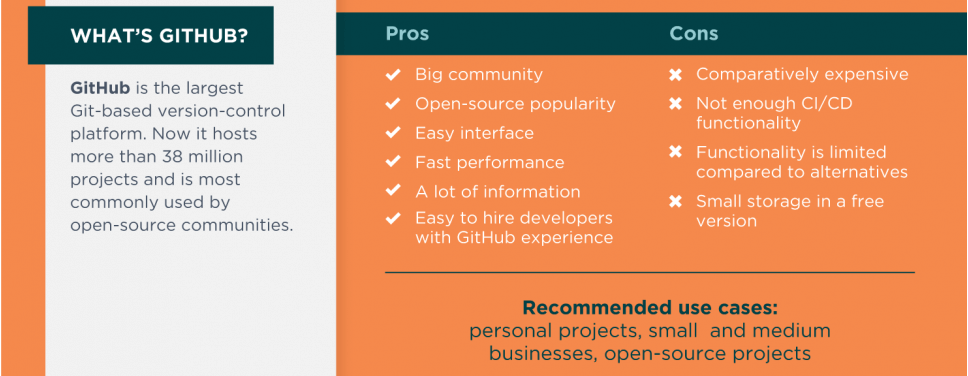 WHAT'S GITHUB?
GitHub is the largest
Git-based version-control
platform. Now it hosts
more than 38 million
projects and is most
commonly used by
open-source communities.
Pros
Big community
Open-source popularity
Easy interface
Fast performance
A lot of information
Easy to hire developers
with GitHub experience
Cons
Comparatively expensive
Not enough CI/CD
functionality
Functionality is limited
compared to alternatives
Small storage in a free
version
Recommended use cases:
personal projects, small and medium
businesses, open-source projects